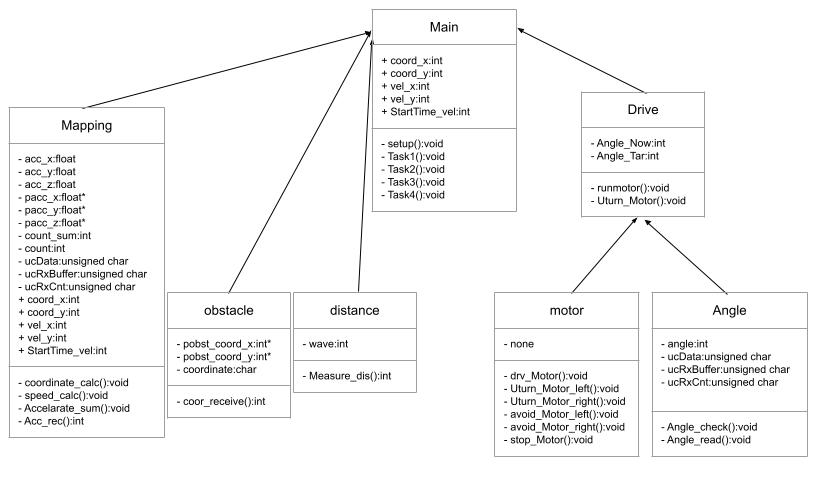 Main
+ coord_x:int
+ coord_y:int
+ vel_x:int
+ vel_y:int
+ StartTime_vel:int
- setup():void
- Task1():void
- Task2():void
- Task3():void
- Task4():void
Drive
- Angle_Now:int
- Angle_Tar:int
- runmotor():void
- Uturn_Motor():void
Mapping
- acc_x:float
- acc_y:float
- acc_z:float
- pacc_x:float*
- pacc_y:float*
- pacc_z:float*
- count_sum:int
- count:int
- ucData:unsigned char
- ucRxBuffer:unsigned char
- ucRxCnt:unsigned char
+ coord_x:int
+ coord_y:int
+ vel_x:int
+ vel_y:int
+ StartTime_vel:int
- coordinate_calc():void
- speed_calc():void
- Accelarate_sum():void
- Acc_rec():int
obstacle
- pobst_coord_x:int*
- pobst_coord_y:int*
- coordinate:char
- coor_receive():int
distance
- wave:int
- Measure_dis():int
motor
- none
- drv_Motor():void
- Uturn_Motor_left():void
- Uturn_Motor_right():void
- avoid_Motor_left():void
- avoid_Motor_right():void
- stop_Motor():void
Angle
- angle:int
- ucData:unsigned char
- ucRxBuffer:unsigned char
- ucRxCnt:unsigned char
- Angle_check():void
- Angle_read():void